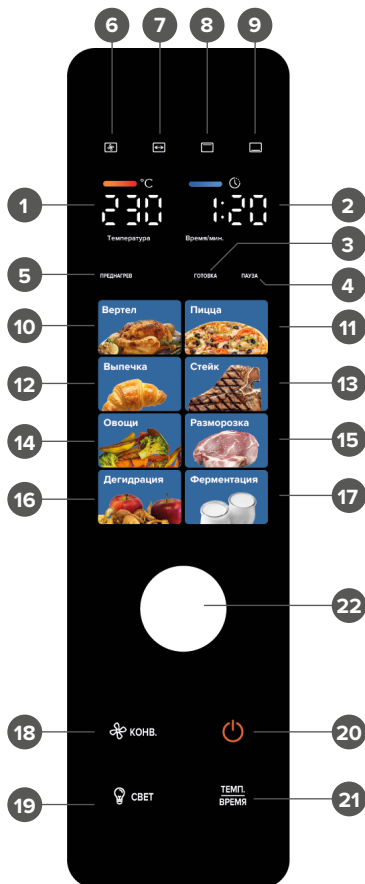 6 7 8 9
°C
1 230 1:20 2
Температура Время/мин.
3
5 ПРЕДНАГРЕВ ГОТОВКА ПАУЗА
4
10 Вертел Пицца 11
12 Выпечка Стейк 13
14 Овощи Разморозка 15
16 Дегидрация Ферментация 17
22
18 КОНВ. 20
19 СВЕТ ТЕМП. 21
ВРЕМЯ